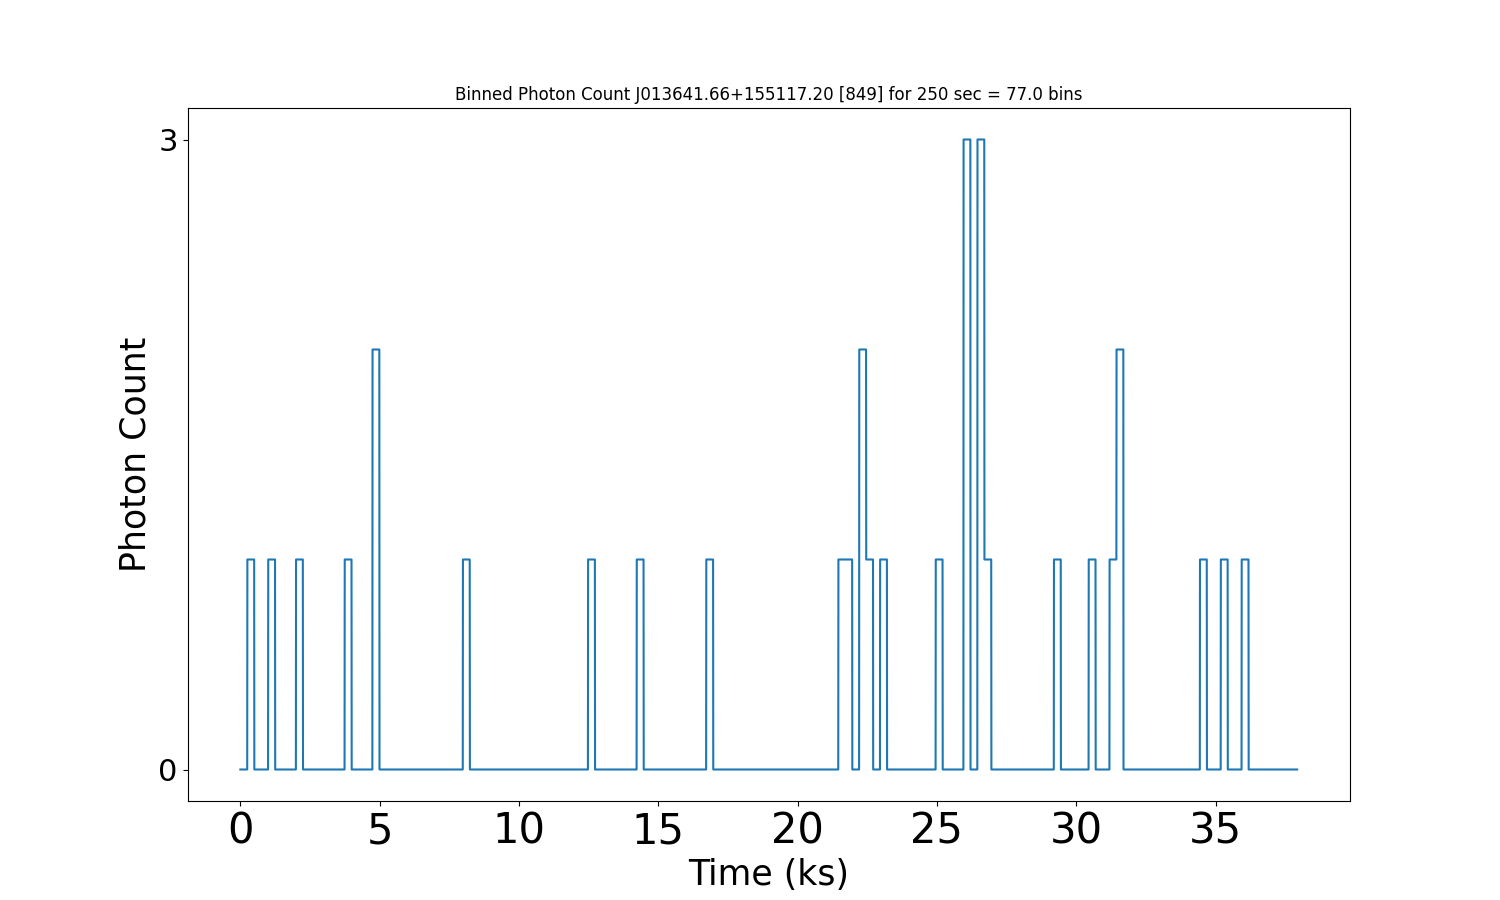 Binned Photon Count J013641.66+155117.20 [849] for 250 sec = 77.0 bins
3
Photon Count
0
0 5 10 15 20 25 30 35
Time (ks)